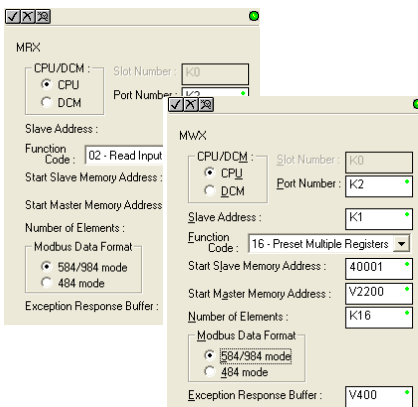 MRX
CPU/DCM :
Slot Number : K0
CPU
DCM
Port Number :
Slave Address :
Function Code : 02 - Read Input
Start Slave Memory Address :
Start Master Memory Address
Number of Elements :
Modbus Data Format
584/984 mode
484 mode
Exception Response Buffer :
MWX
CPU/DCM :
Slot Number : K0
CPU
DCM
Port Number : K2
Slave Address : K1
Function Code : 16 - Preset Multiple Registers
Start Slave Memory Address : 40001
Start Master Memory Address : V2200
Number of Elements : K16
Modbus Data Format
584/984 mode
484 mode
Exception Response Buffer : V400